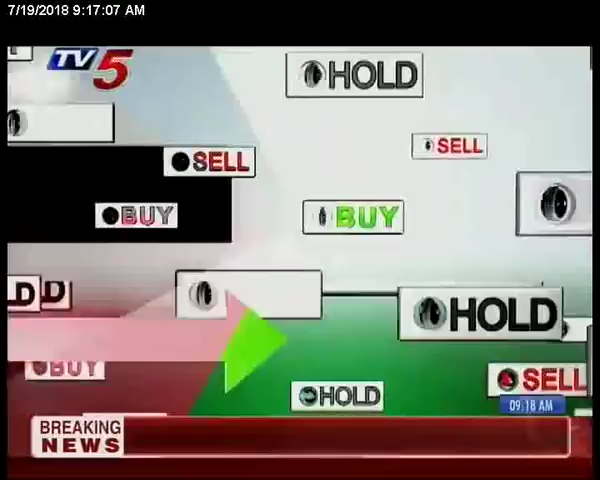 7/19/2018 9:17:07 AM
TV5
HOLD
SELL
SELL
BUY
BUY
HOLD
BUY
SELL
HOLD
09:18 AM
BREAKING
NEWS